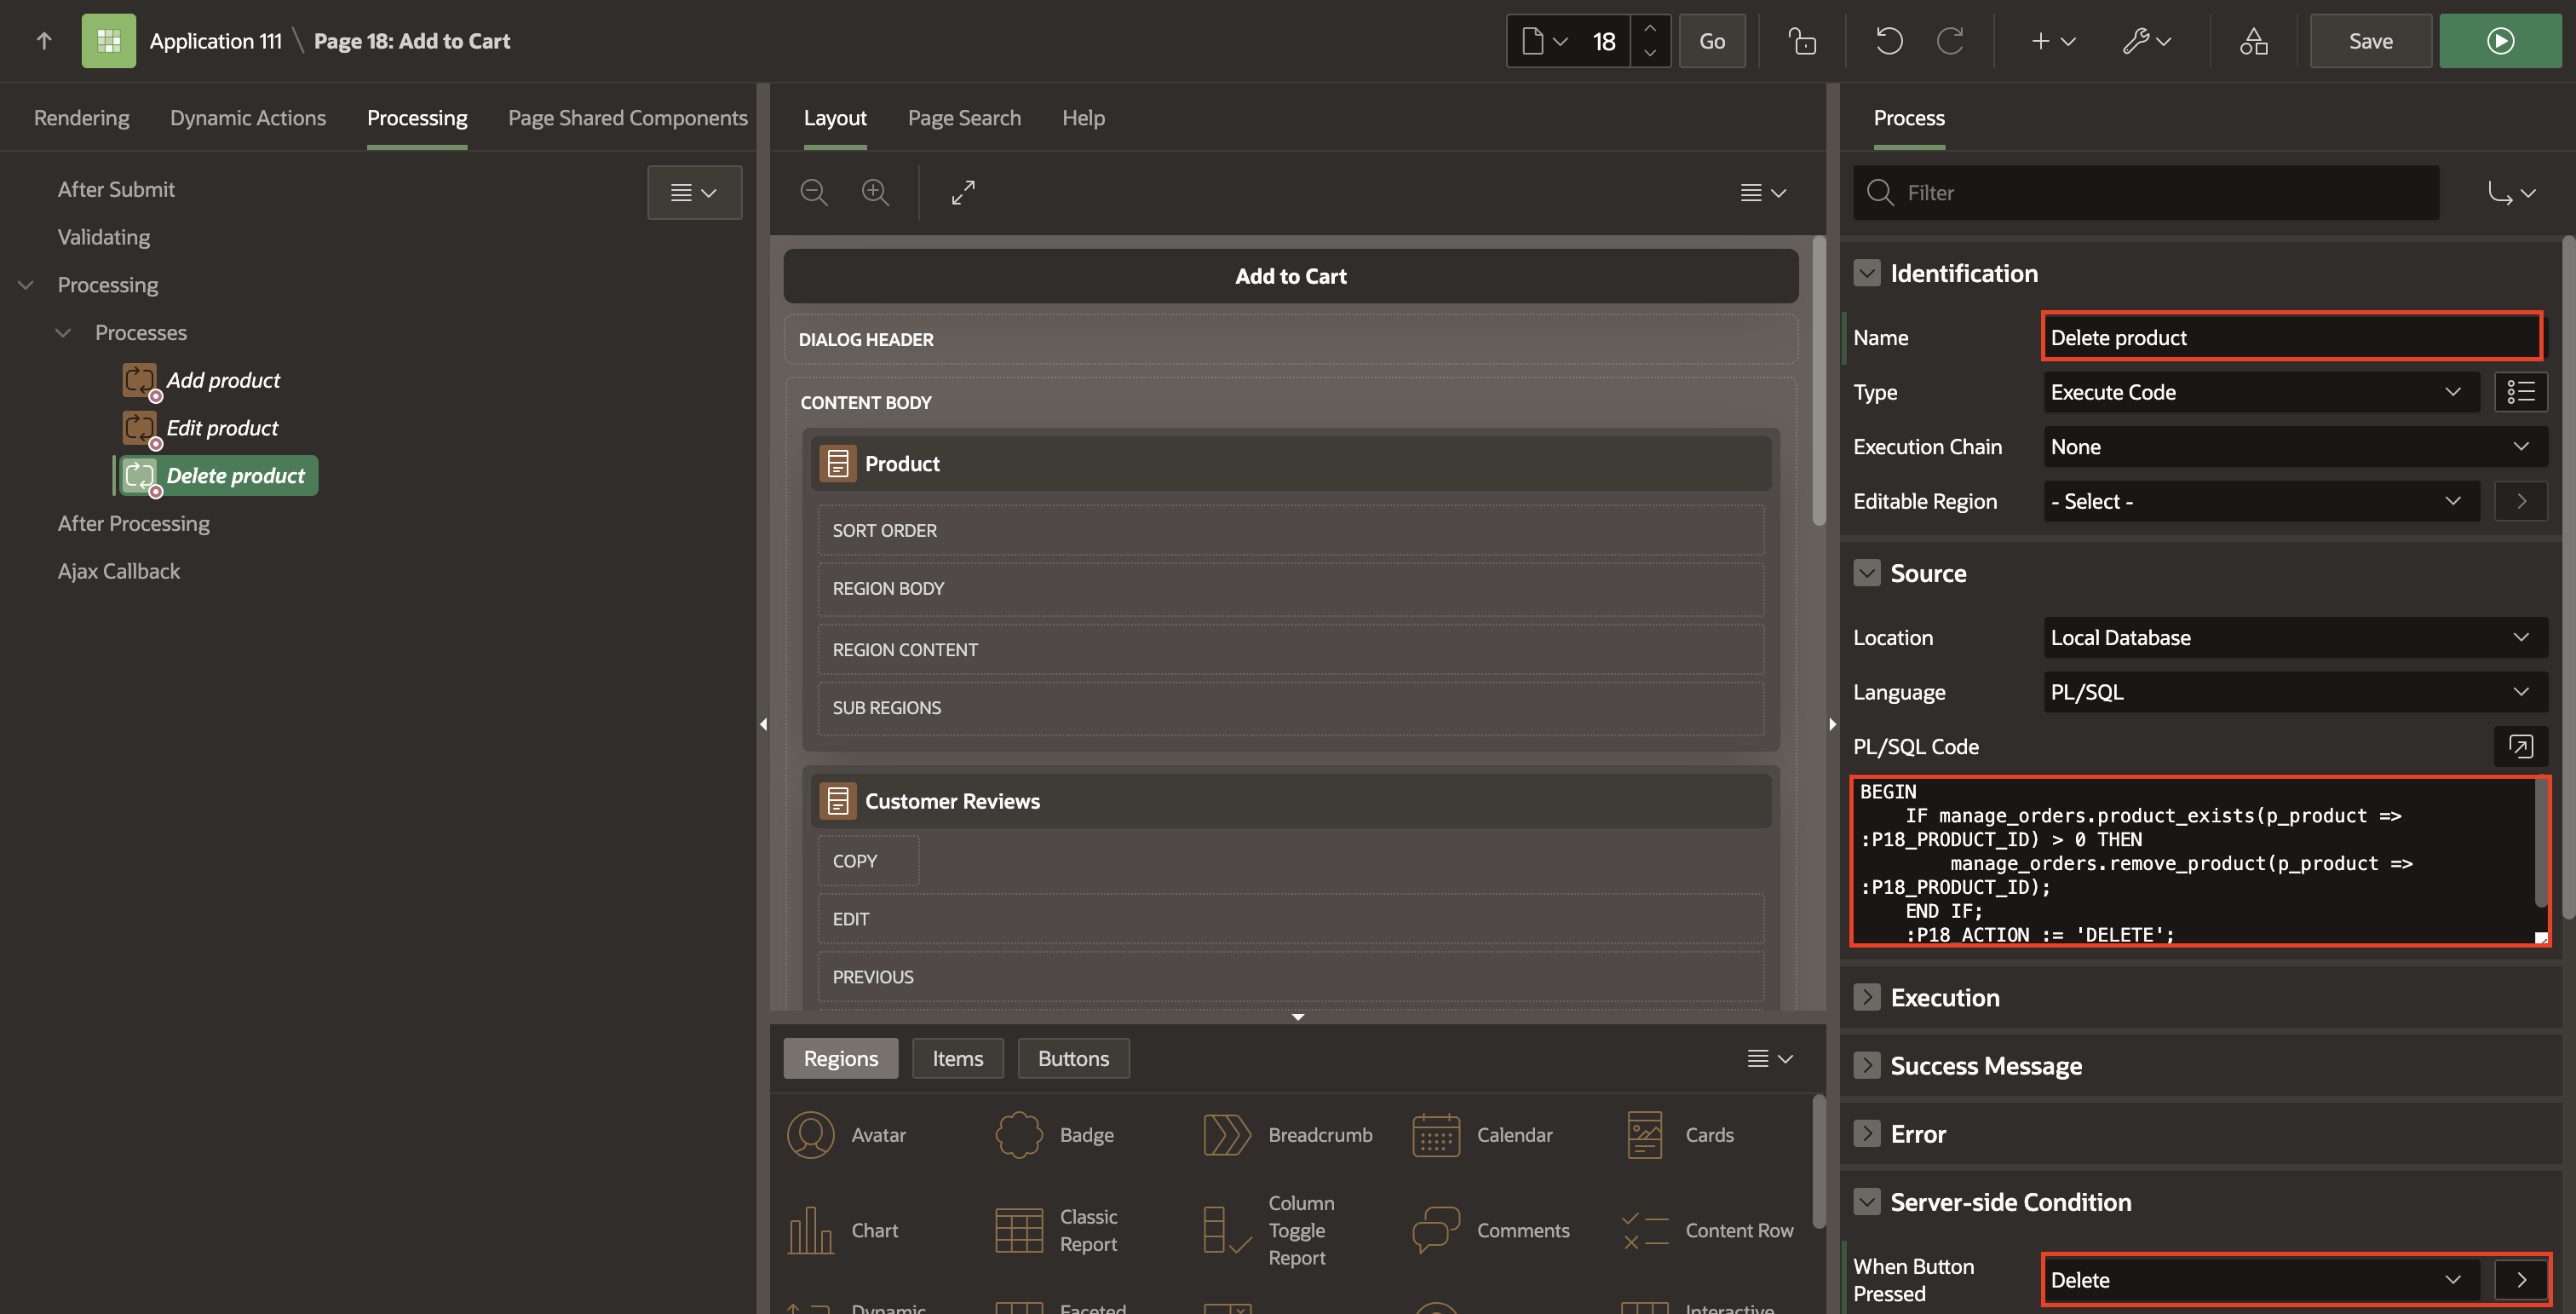 Application 111 \ Page 18: Add to Cart
18
Go
Save
Rendering
Dynamic Actions
Processing
Page Shared Components
After Submit
Validating
Processing
Processes
Add product
Edit product
Delete product
After Processing
Ajax Callback
Layout
Page Search
Help
Add to Cart
DIALOG HEADER
CONTENT BODY
Product
SORT ORDER
REGION BODY
REGION CONTENT
SUB REGIONS
Customer Reviews
COPY
EDIT
PREVIOUS
Regions
Items
Buttons
Avatar
Badge
Breadcrumb
Calendar
Cards
Chart
Classic
Report
Column
Toggle
Report
Comments
Content Row
Dynamic
Faceted
Interactive
Process
Filter
Identification
Name
Delete product
Type
Execute Code
Execution Chain
None
Editable Region
- Select -
Source
Location
Local Database
Language
PL/SQL
PL/SQL Code
BEGIN
IF manage_orders.product_exists(p_product =>
:P18_PRODUCT_ID) > 0 THEN
manage_orders.remove_product(p_product =>
:P18_PRODUCT_ID);
END IF;
:P18_ACTION := 'DELETE';
Execution
Success Message
Error
Server-side Condition
When Button
Pressed
Delete